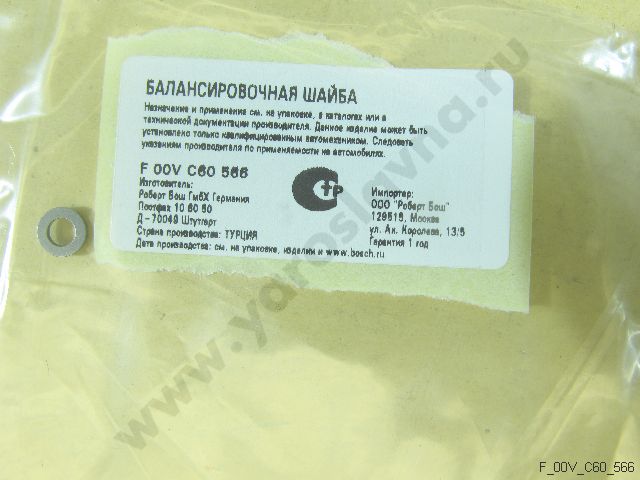 БАЛАНСИРОВОЧНАЯ ШАЙБА
Назначение и применение см. на упаковке, в каталогах или в
технической документации производителя. Данное изделие может быть
установлено только квалифицированным автомехаником. Следовать
указаниям производителя по применяемости на автомобилях.
F 00V C60 566
Изготовитель:
Роберт Бош ГмбХ Германия
Постфах 10 60 50
Д-70049 Штутгарт
Страна производства: ТУРЦИЯ
Дата производства: см. на упаковке, изделии и www.bosch.ru
Импортер:
ООО "Роберт Бош"
129515, Москва
ул. Ак. Королева, 13/5
Гарантия 1 год
www.yaroslavna.ru
F_00V_C60_566